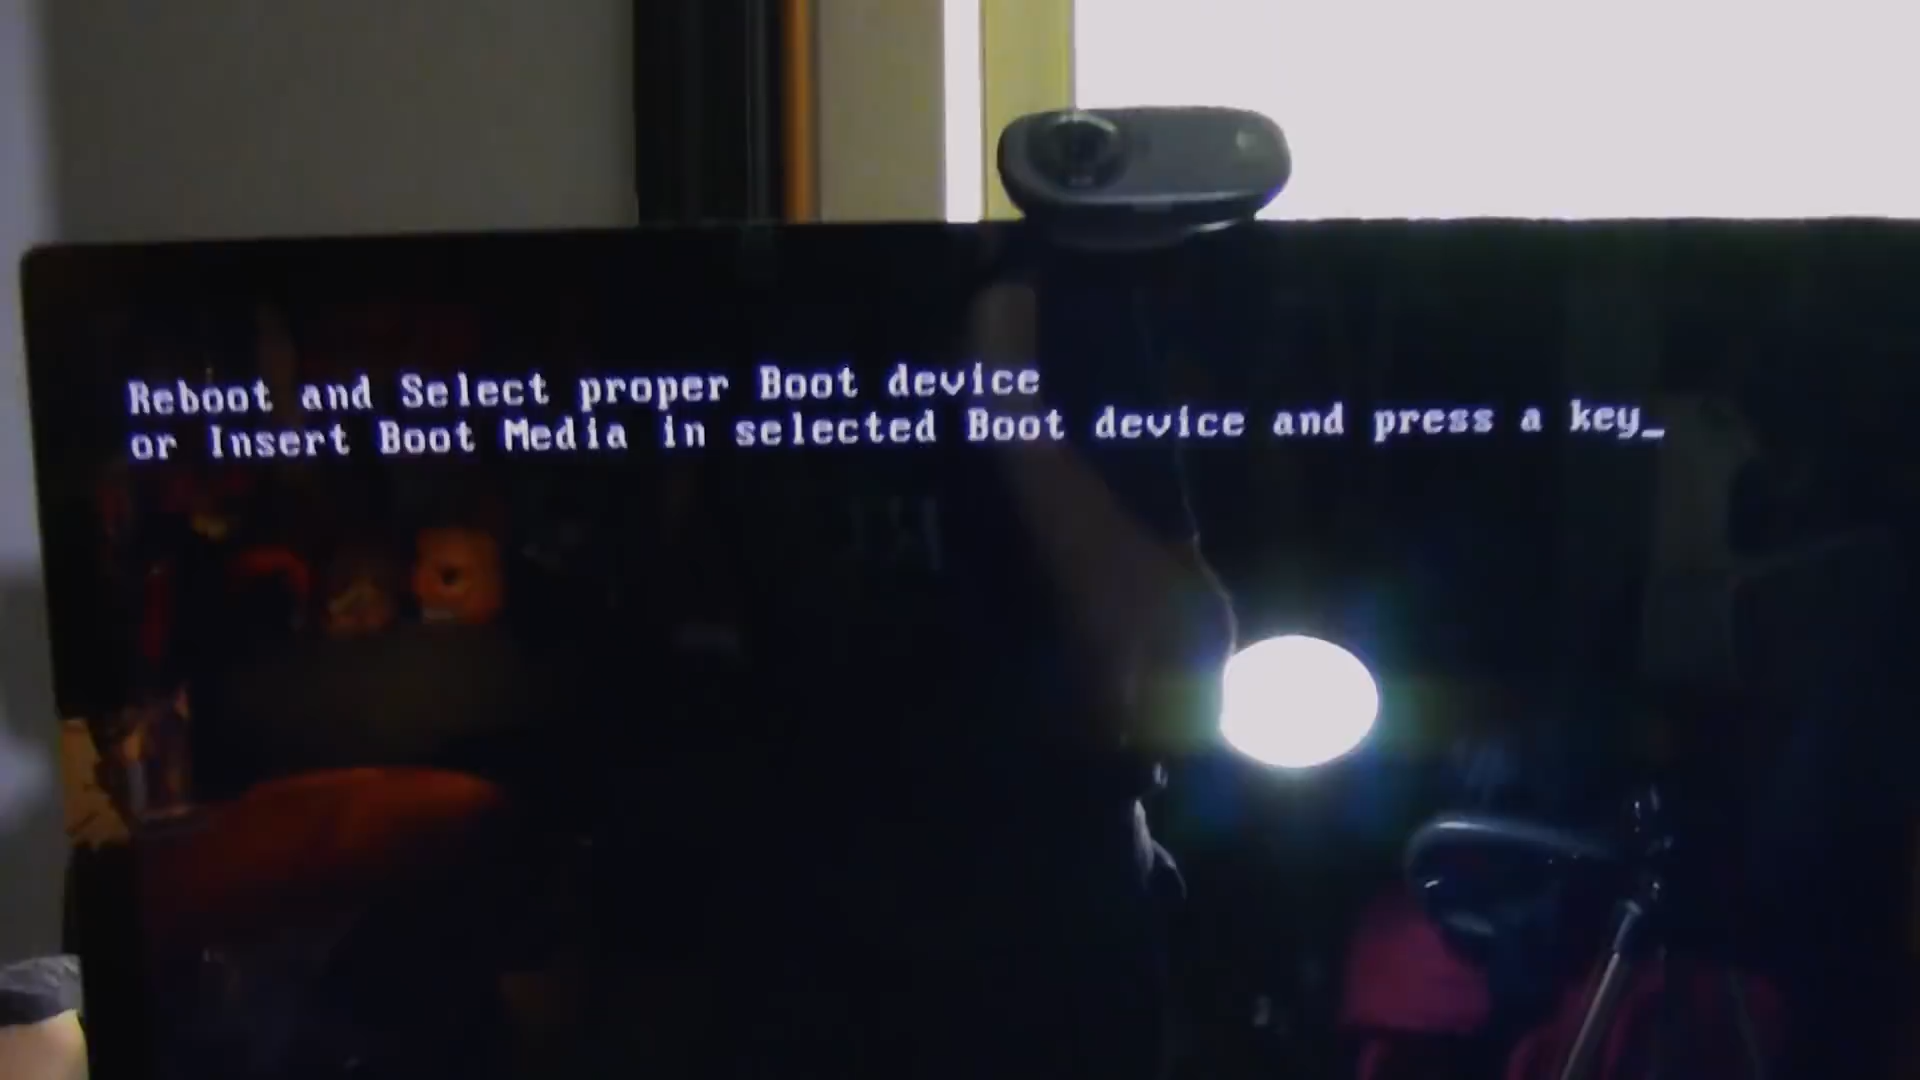 Reboot and Select proper Boot device
or Insert Boot Media in selected Boot device and press a key_